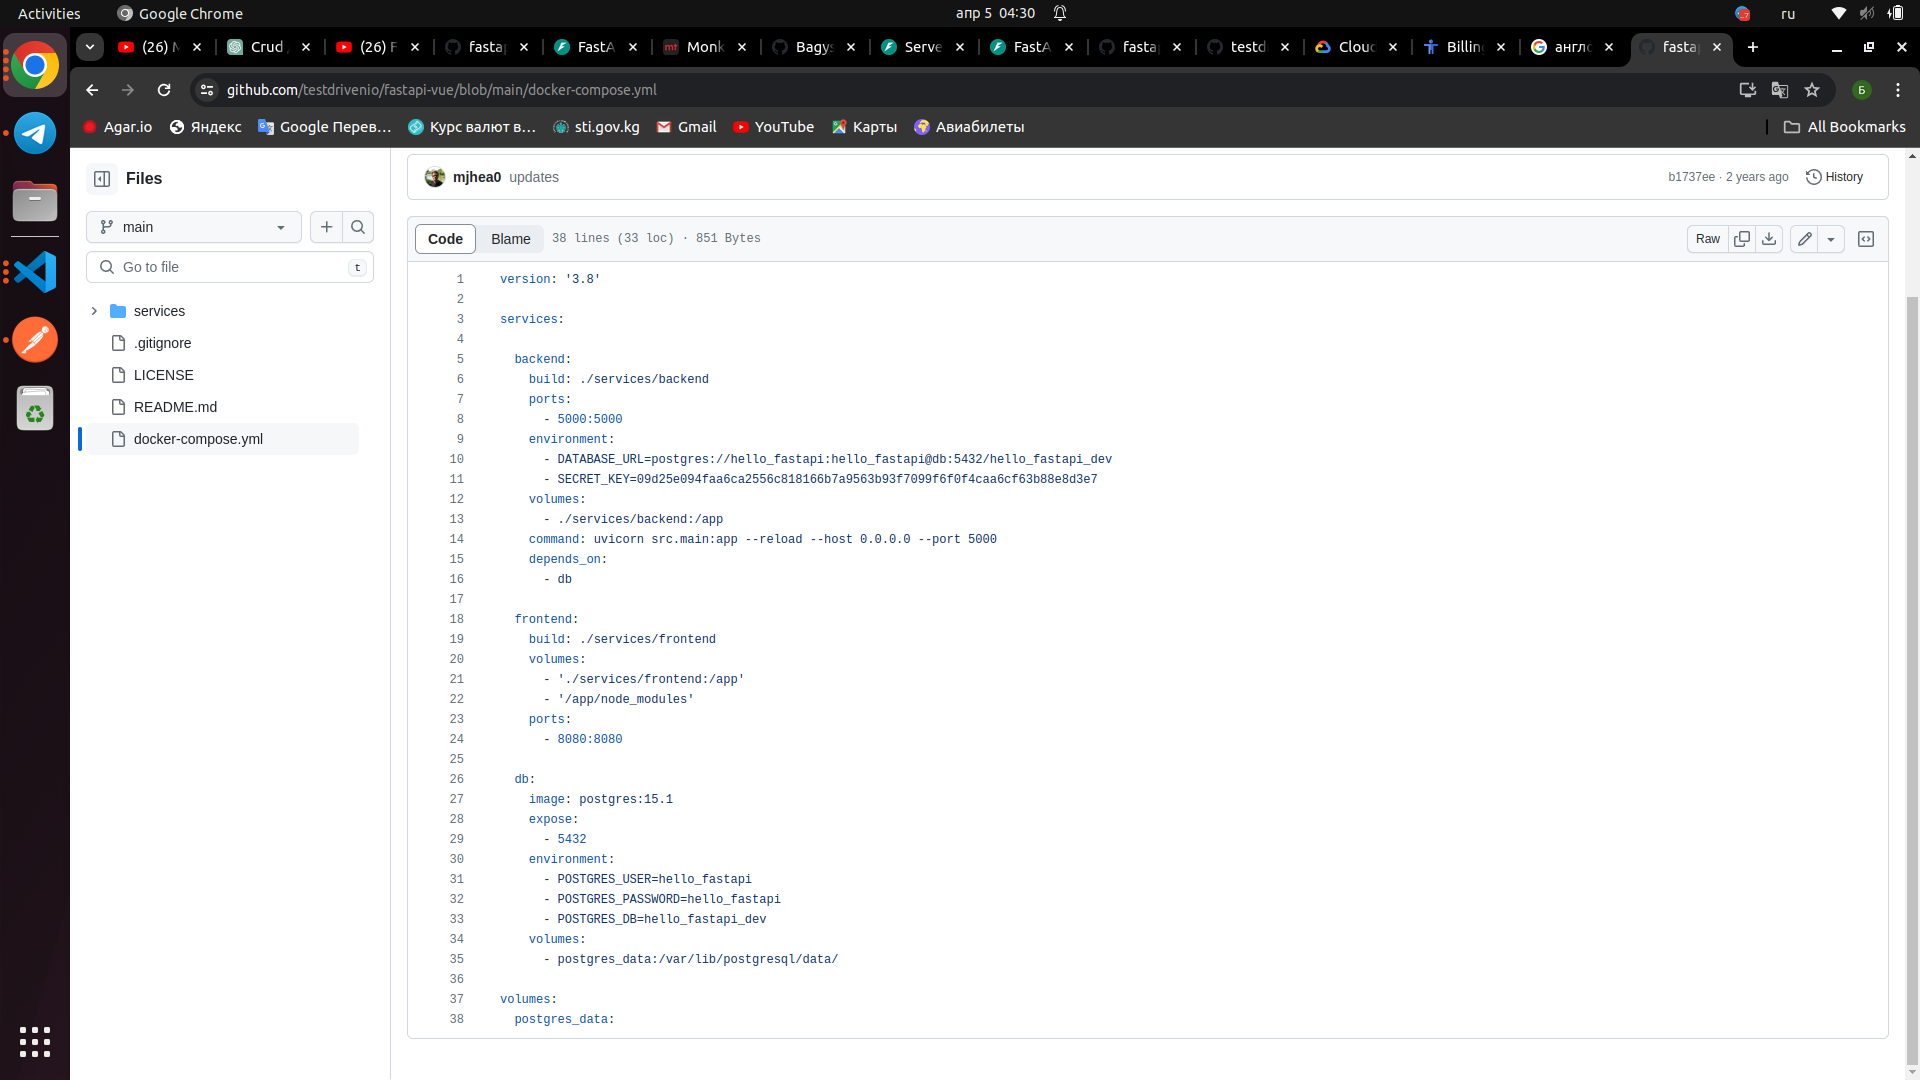 Activities
Google Chrome
апр 5 04:30
ru
(26) M
Crud
(26) F
fastap
FastA
Monk
Bagys
Serve
FastA
fastap
testd
Clouc
Billing
англо
fastap
github.com/testdrivenio/fastapi-vue/blob/main/docker-compose.yml
Б
Agar.io
Яндекс
Google Перев…
Курс валют в…
sti.gov.kg
Gmail
YouTube
Карты
Авиабилеты
All Bookmarks
Files
main
Go to file
t
services
.gitignore
LICENSE
README.md
docker-compose.yml
mjhea0 updates
b1737ee · 2 years ago
History
Code
Blame
38 lines (33 loc) · 851 Bytes
Raw
1 version: '3.8'
2
3 services:
4
5 backend:
6 build: ./services/backend
7 ports:
8 - 5000:5000
9 environment:
10 - DATABASE_URL=postgres://hello_fastapi:hello_fastapi@db:5432/hello_fastapi_dev
11 - SECRET_KEY=09d25e094faa6ca2556c818166b7a9563b93f7099f6f0f4caa6cf63b88e8d3e7
12 volumes:
13 - ./services/backend:/app
14 command: uvicorn src.main:app --reload --host 0.0.0.0 --port 5000
15 depends_on:
16 - db
17
18 frontend:
19 build: ./services/frontend
20 volumes:
21 - './services/frontend:/app'
22 - '/app/node_modules'
23 ports:
24 - 8080:8080
25
26 db:
27 image: postgres:15.1
28 expose:
29 - 5432
30 environment:
31 - POSTGRES_USER=hello_fastapi
32 - POSTGRES_PASSWORD=hello_fastapi
33 - POSTGRES_DB=hello_fastapi_dev
34 volumes:
35 - postgres_data:/var/lib/postgresql/data/
36
37 volumes:
38 postgres_data: